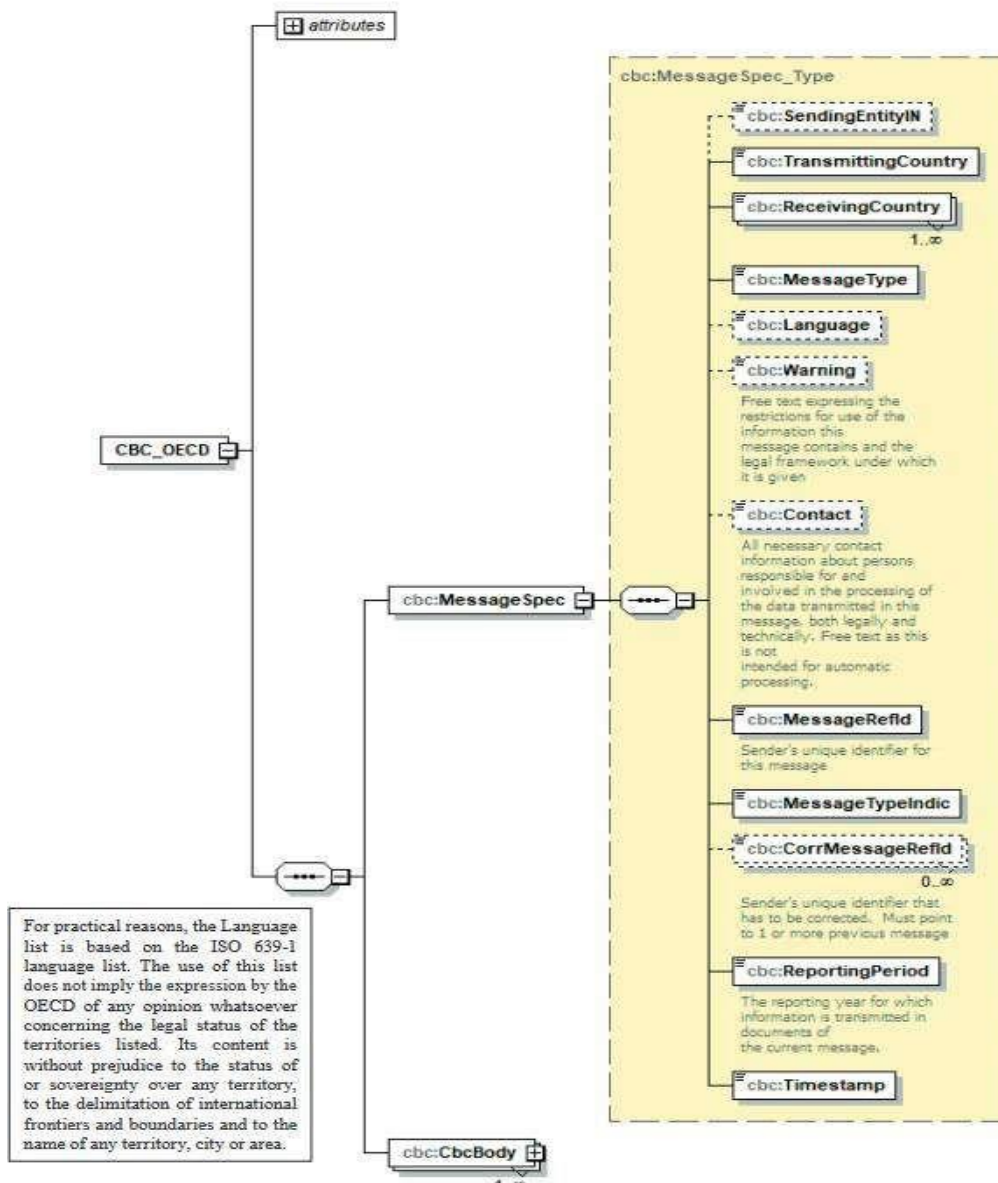 attributes
cbc:MessageSpec_Type
cbc:SendingEntityIN
cbc:TransmittingCountry
cbc:ReceivingCountry
1..∞
cbc:MessageType
cbc:Language
cbc:Warning
Free text expressing the
restrictions for use of the
information this
message contains and the
legal framework under which
it is given
CBC_OECD
cbc:Contact
All necessary contact
information about persons
responsible for and
involved in the processing of
the data transmitted in this
message, both legally and
technically. Free text as this
is not
intended for automatic
processing.
cbc:MessageSpec
cbc:MessageRefId
Sender's unique identifier for
this message
cbc:MessageTypeIndic
cbc:CorrMessageRefId
0..∞
Sender's unique identifier that
has to be corrected. Must point
to 1 or more previous message
cbc:ReportingPeriod
The reporting year for which
information is transmitted in
documents of
the current message.
cbc:Timestamp
For practical reasons, the Language
list is based on the ISO 639-1
language list. The use of this list
does not imply the expression by the
OECD of any opinion whatsoever
concerning the legal status of the
territories listed. Its content is
without prejudice to the status of
or sovereignty over any territory,
to the delimitation of international
frontiers and boundaries and to the
name of any territory, city or area.
cbc:CbcBody